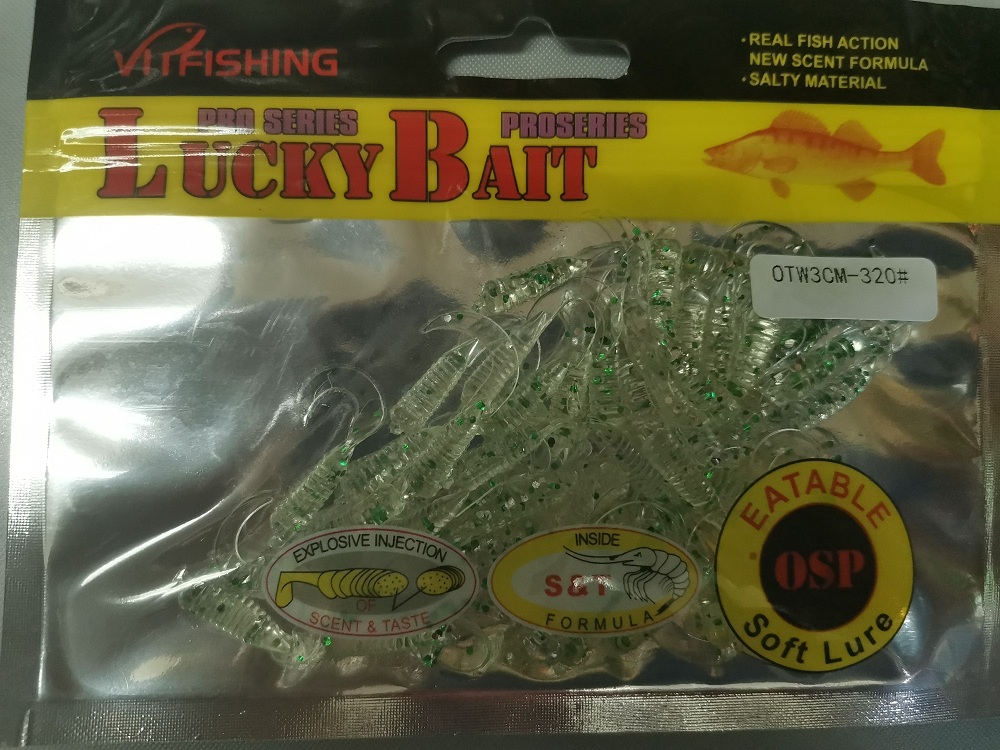 VITFISHING
· REAL FISH ACTION
NEW SCENT FORMULA
· SALTY MATERIAL
PRO SERIES PROSERIES
LUCKY BAIT
OTW3CM-320#
EXPLOSIVE INJECTION
OF
SCENT & TASTE
INSIDE
S&T
FORMULA
EATABLE
OSP
Soft Lure